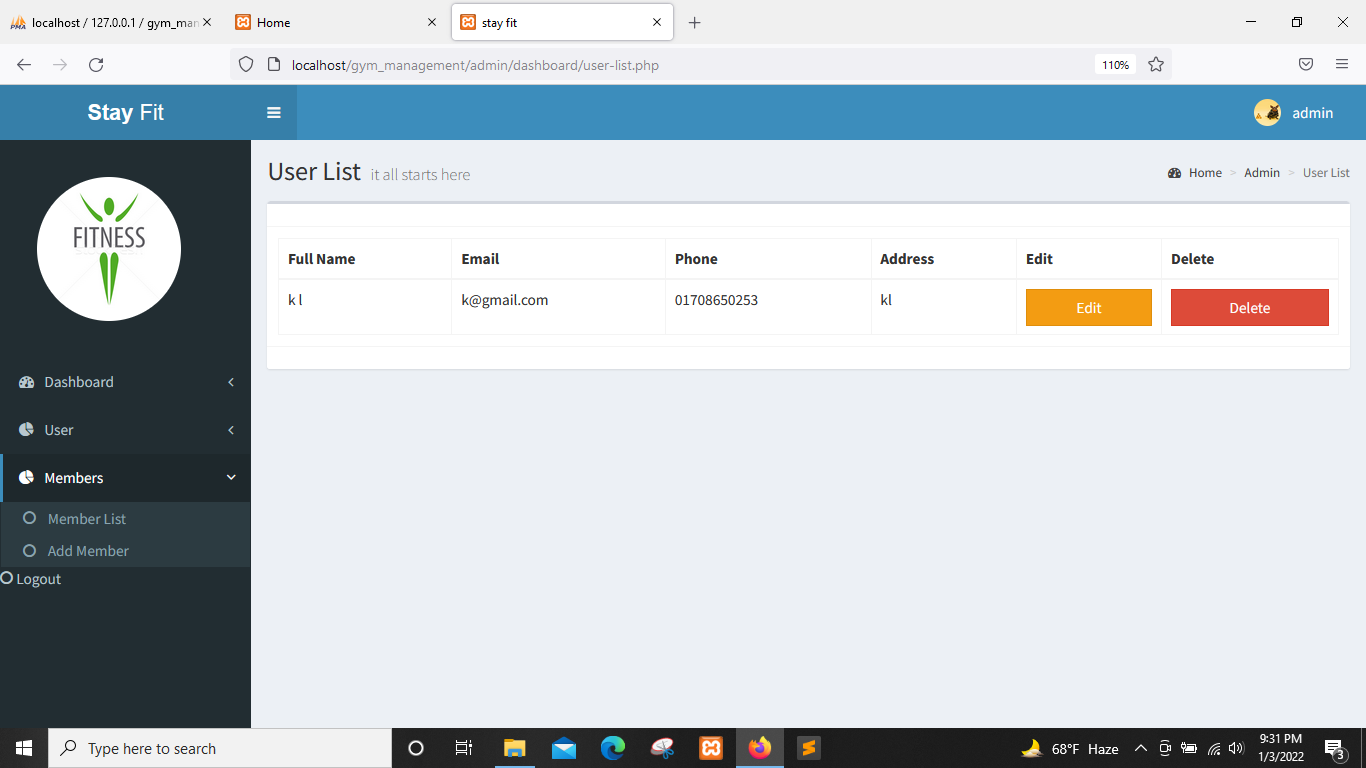 localhost / 127.0.0.1 / gym_man
Home
stay fit
localhost/gym_management/admin/dashboard/user-list.php
110%
Stay Fit
admin
FITNESS
User List it all starts here
Home > Admin > User List
Full Name Email Phone Address Edit Delete
k l k@gmail.com 01708650253 kl Edit Delete
Dashboard
User
Members
Member List
Add Member
Logout
Type here to search
68°F Haze
9:31 PM
1/3/2022
3